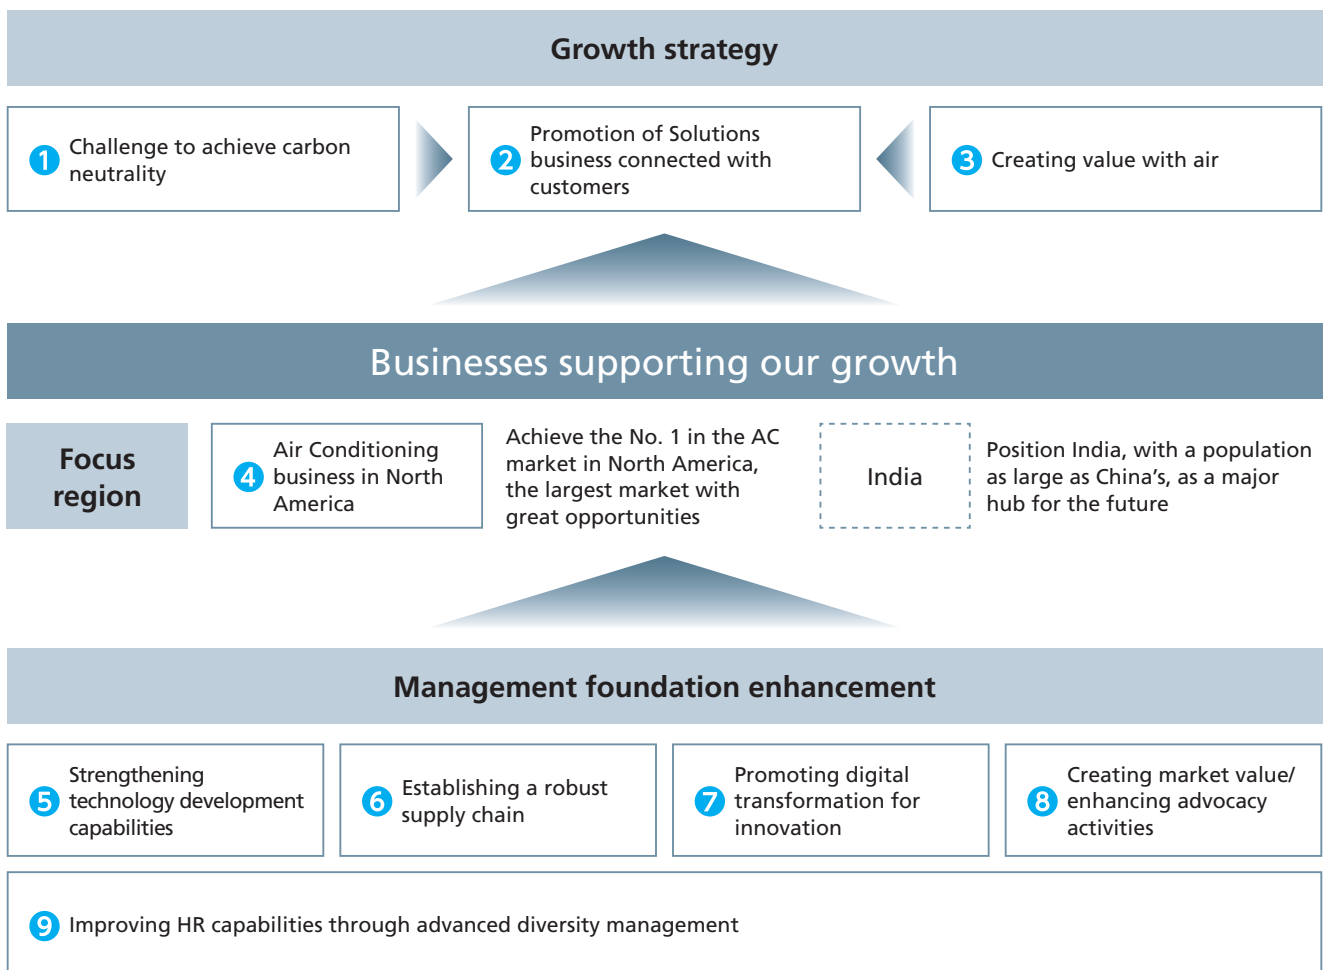 Growth strategy
1 Challenge to achieve carbon
neutrality
2 Promotion of Solutions
business connected with
customers
3 Creating value with air
Businesses supporting our growth
Focus
region
4 Air Conditioning
business in North
America
Achieve the No. 1 in the AC
market in North America,
the largest market with
great opportunities
India
Position India, with a population
as large as China's, as a major
hub for the future
Management foundation enhancement
5 Strengthening
technology development
capabilities
6 Establishing a robust
supply chain
7 Promoting digital
transformation for
innovation
8 Creating market value/
enhancing advocacy
activities
9 Improving HR capabilities through advanced diversity management